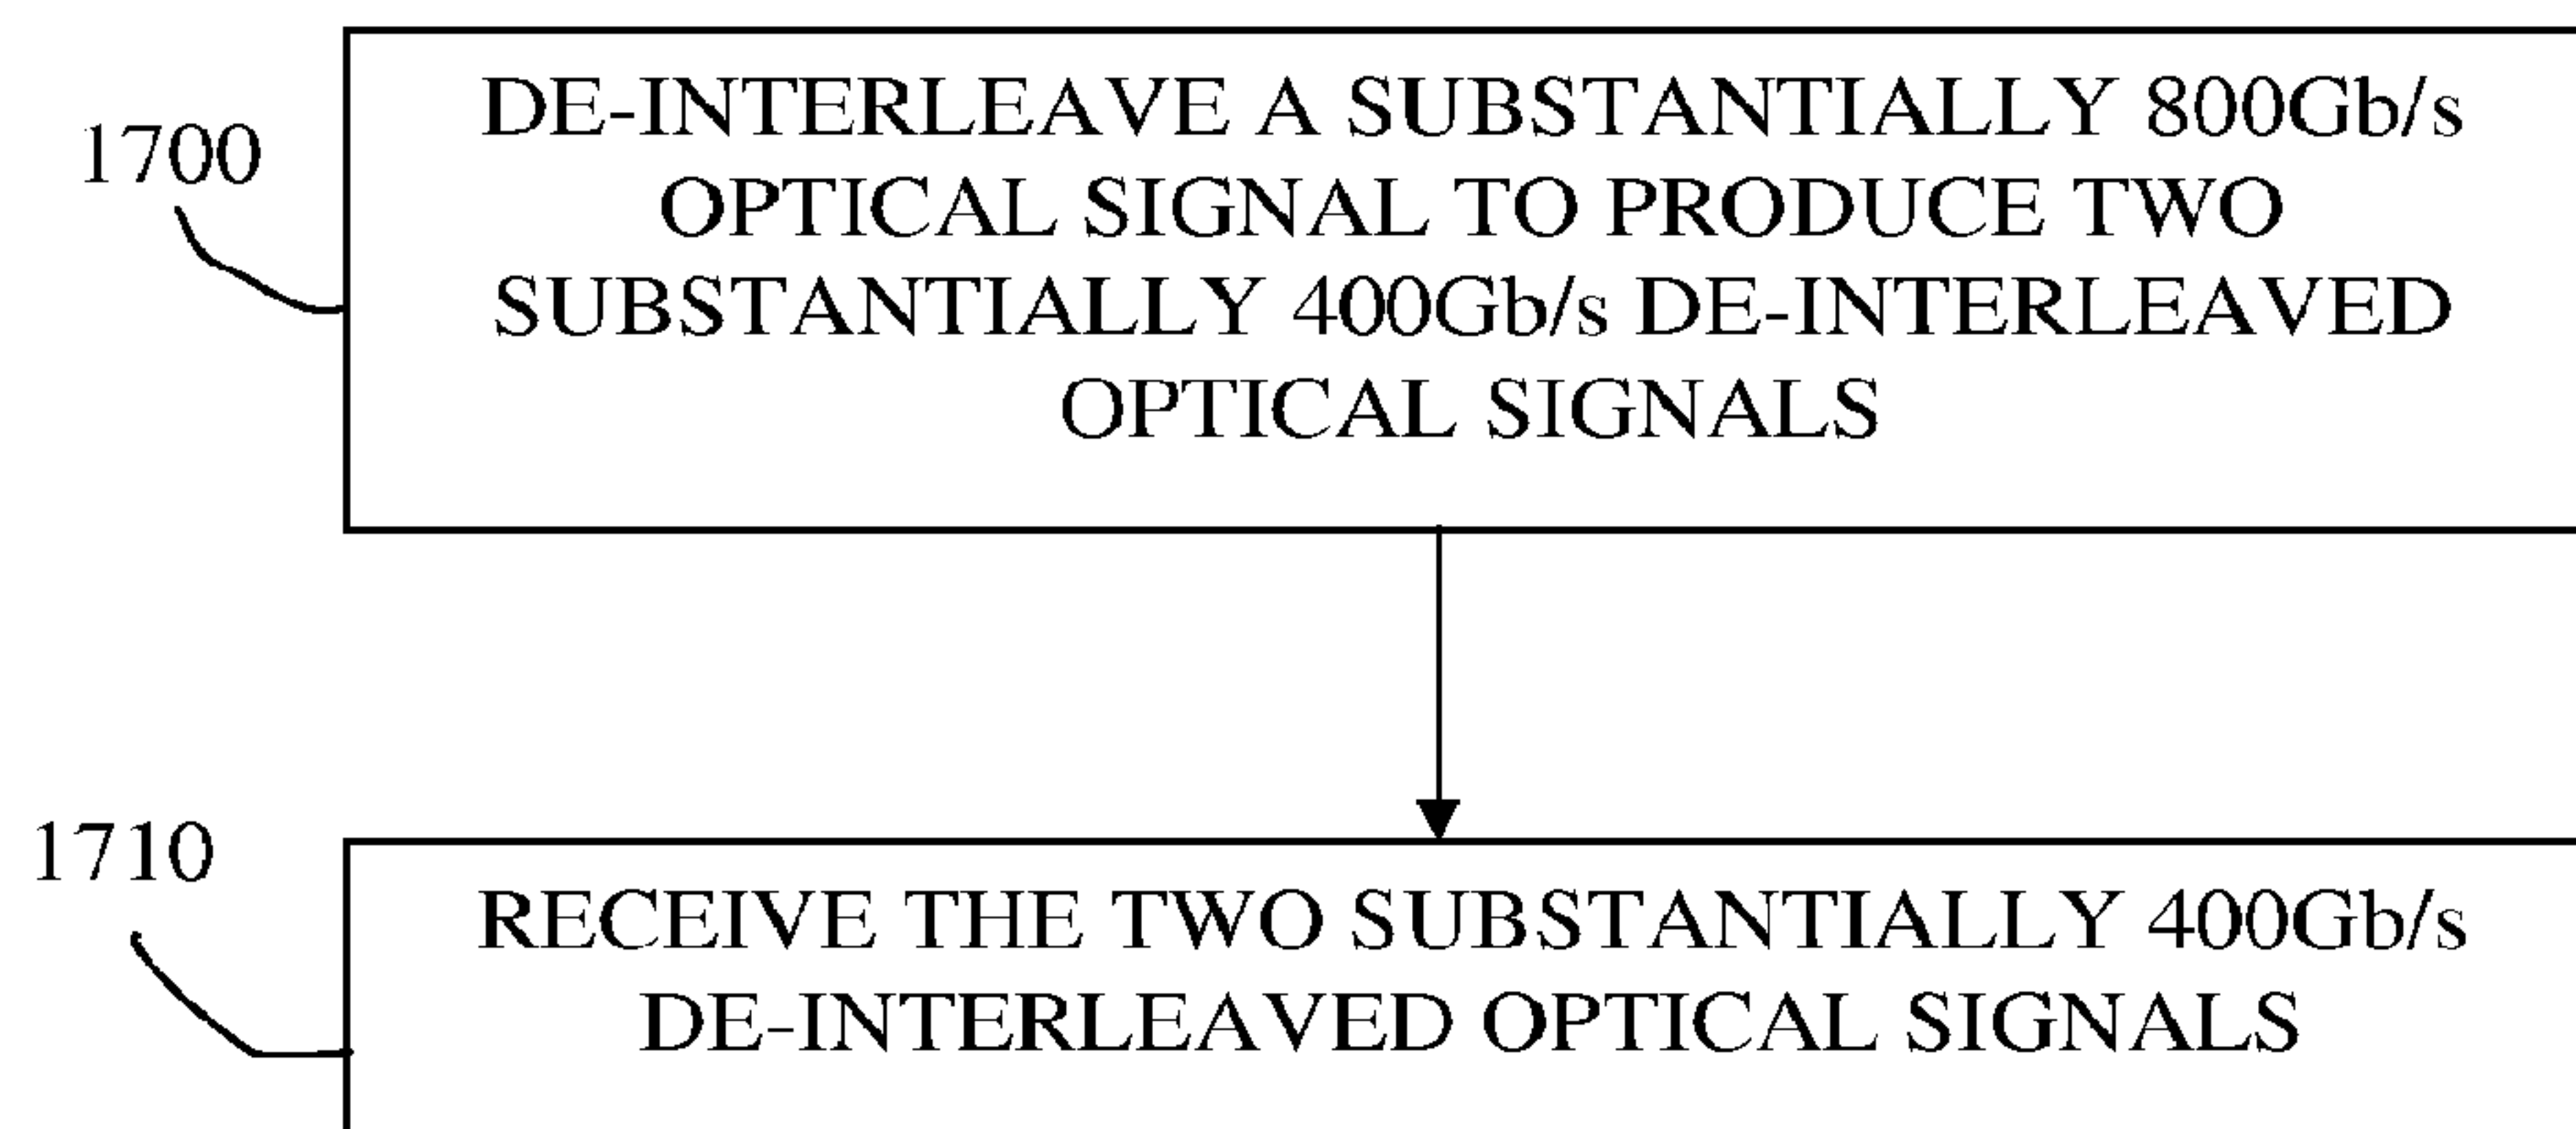 1700
DE-INTERLEAVE A SUBSTANTIALLY 800Gb/s
OPTICAL SIGNAL TO PRODUCE TWO
SUBSTANTIALLY 400Gb/s DE-INTERLEAVED
OPTICAL SIGNALS
1710
RECEIVE THE TWO SUBSTANTIALLY 400Gb/s
DE-INTERLEAVED OPTICAL SIGNALS